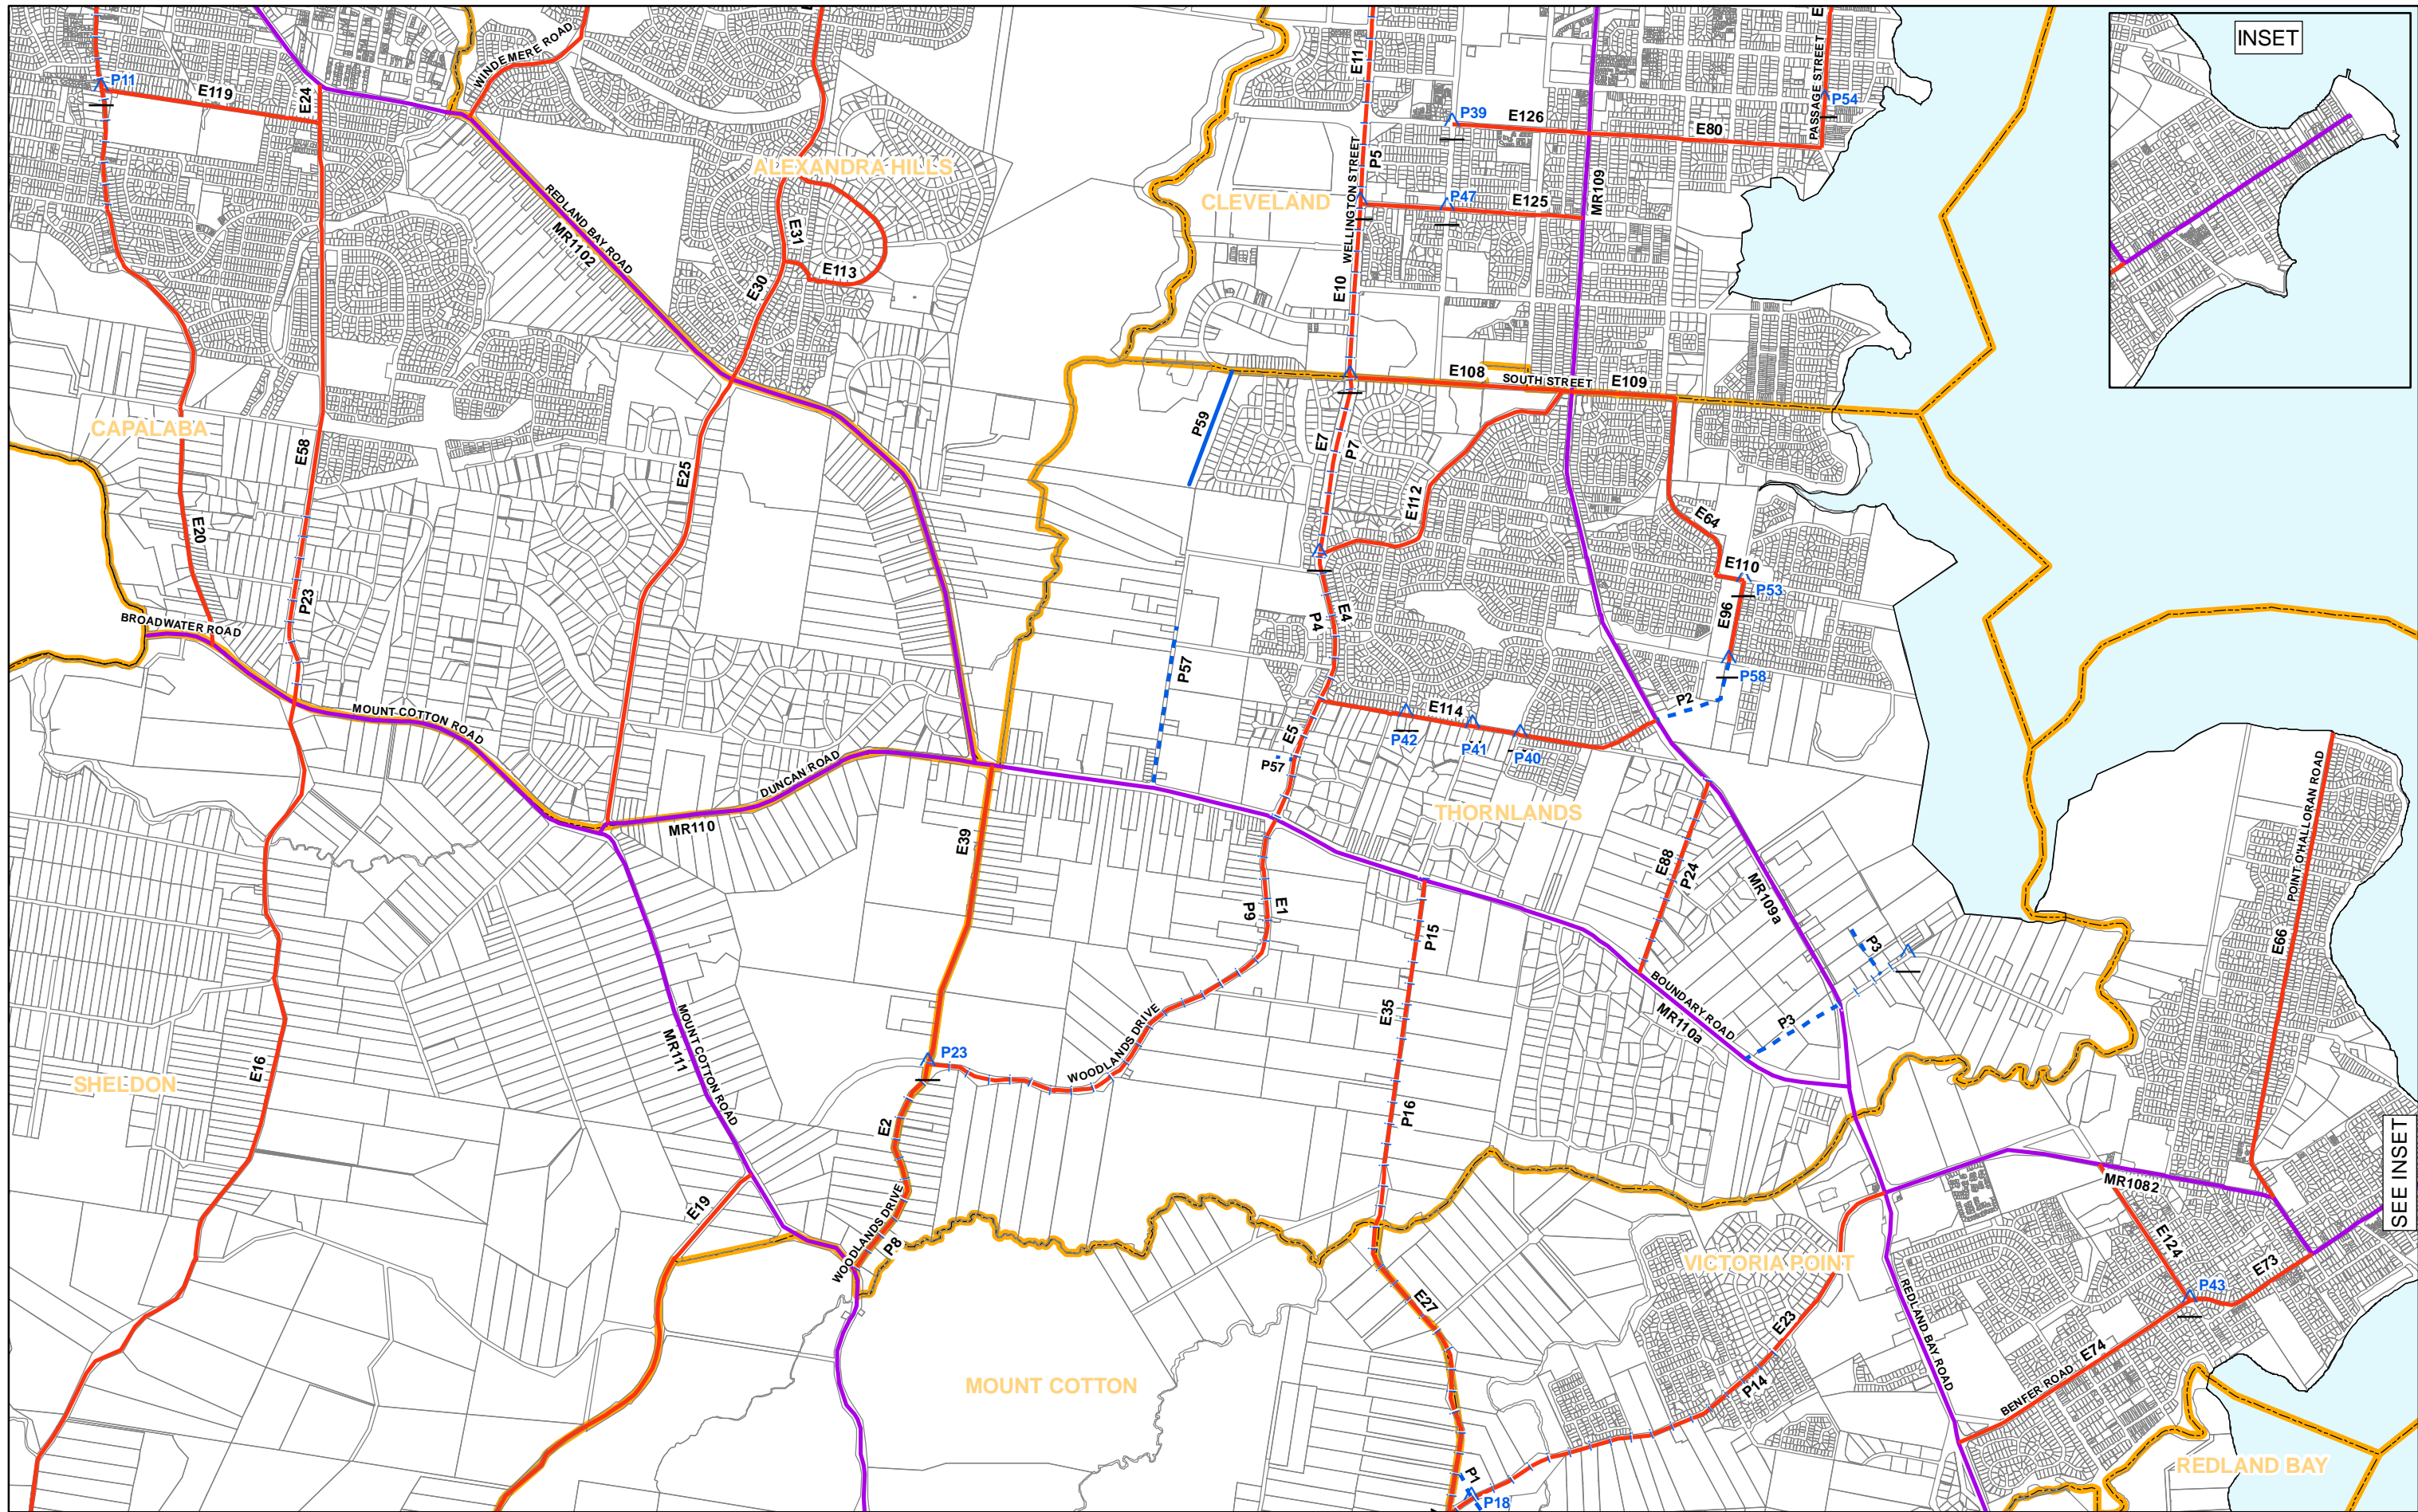 INSET
E
PASSAGE STREET
WINDEMERE ROAD
E11
P11
E119
E24
P54
P39
E126
E80
ALEXANDRA HILLS
P5
WELLINGTON STREET
CLEVELAND
P47
E125
MR109
REDLAND BAY ROAD
MR1102
E31
E113
E30
E10
E108
SOUTH STREET
E109
P59
CAPALABA
E58
E7
P7
E25
E112
E20
E64
E110
P53
P23
BROADWATER ROAD
P4
E4
E96
P57
P58
P2
MOUNT COTTON ROAD
E114
P42
P41
P40
E5
P57
DUNCAN ROAD
MR110
POINT O'HALLORAN ROAD
THORNLANDS
E39
E88
P24
MR109a
E1
P9
P15
P3
E66
BOUNDARY ROAD
MR110a
P3
E35
WOODLANDS DRIVE
MOUNT COTTON ROAD
MR111
P23
E16
SHELDON
P16
E2
SEE INSET
MR1082
E19
WOODLANDS DRIVE
P8
E124
VICTORIA POINT
E73
P43
E27
REDLAND BAY ROAD
E23
E74
BENFER ROAD
P14
MOUNT COTTON
REDLAND BAY
P1
P18